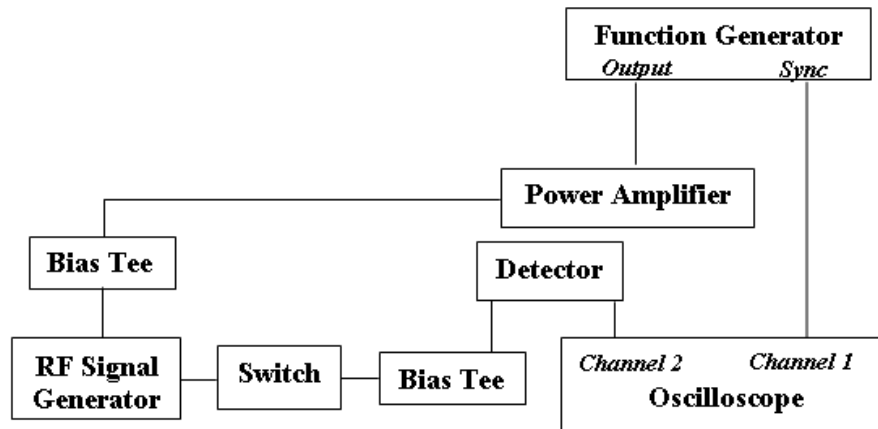 Function Generator
Output Sync
Power Amplifier
Bias Tee
Detector
RF Signal
Generator
Switch
Bias Tee
Channel 2 Channel 1
Oscilloscope